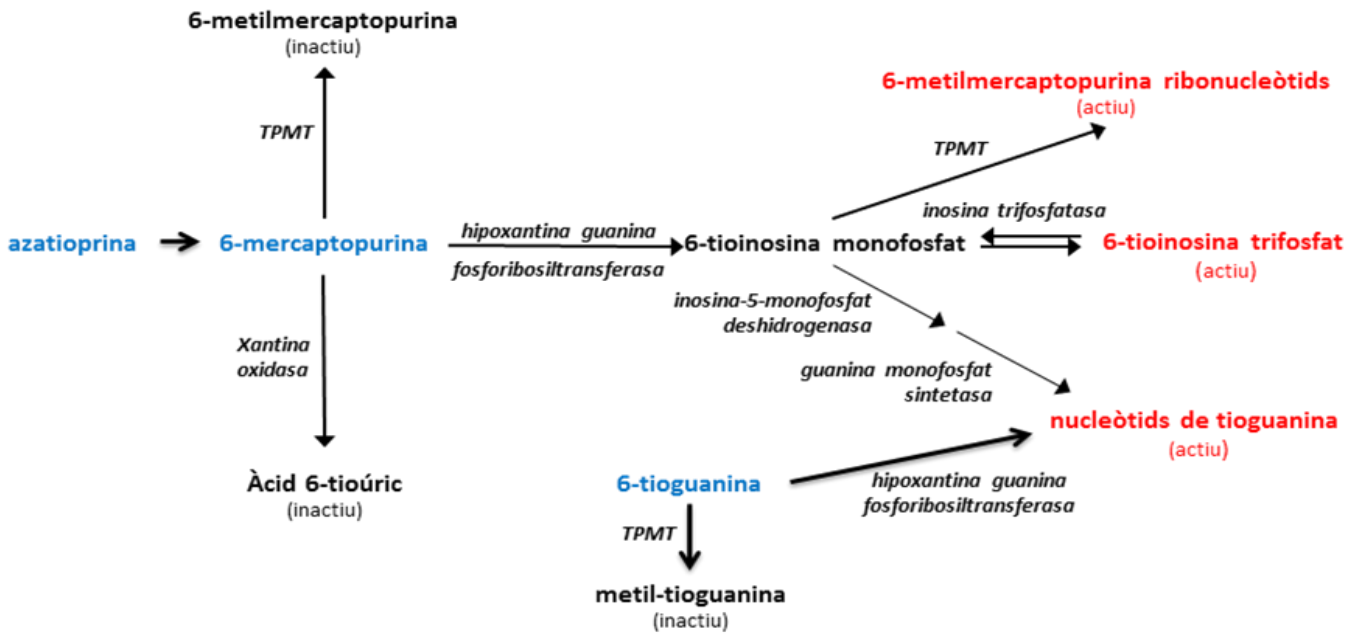 6-metilmercaptopurina
(inactiu)
6-metilmercaptopurina ribonucleòtids
(actiu)
TPMT
TPMT
inosina trifosfatasa
azatioprina
6-mercaptopurina
hipoxantina guanina
fosforibosiltransferasa
6-tioinosina monofosfat
6-tioinosina trifosfat
(actiu)
inosina-5-monofosfat
deshidrogenasa
Xantina
oxidasa
guanina monofosfat
sintetasa
nucleòtids de tioguanina
(actiu)
Àcid 6-tioúric
(inactiu)
6-tioguanina
hipoxantina guanina
fosforibosiltransferasa
TPMT
metil-tioguanina
(inactiu)